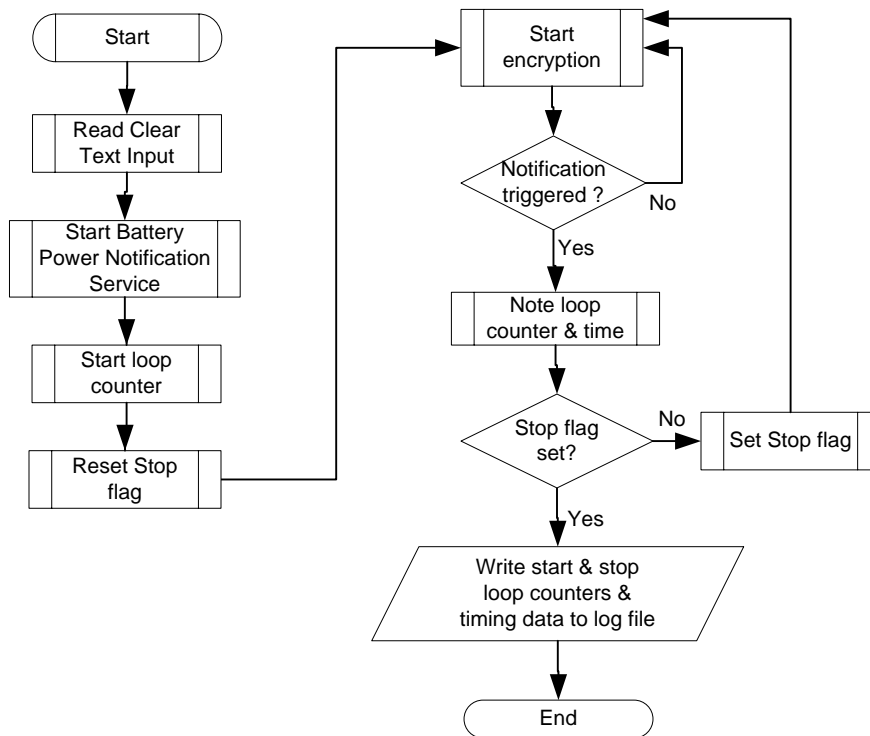 Start
Read Clear
Text Input
Start Battery
Power Notification
Service
Start loop
counter
Reset Stop
flag
Start
encryption
Notification
triggered ?
No
Yes
Note loop
counter & time
Stop flag
set?
No
Set Stop flag
Yes
Write start & stop
loop counters &
timing data to log file
End